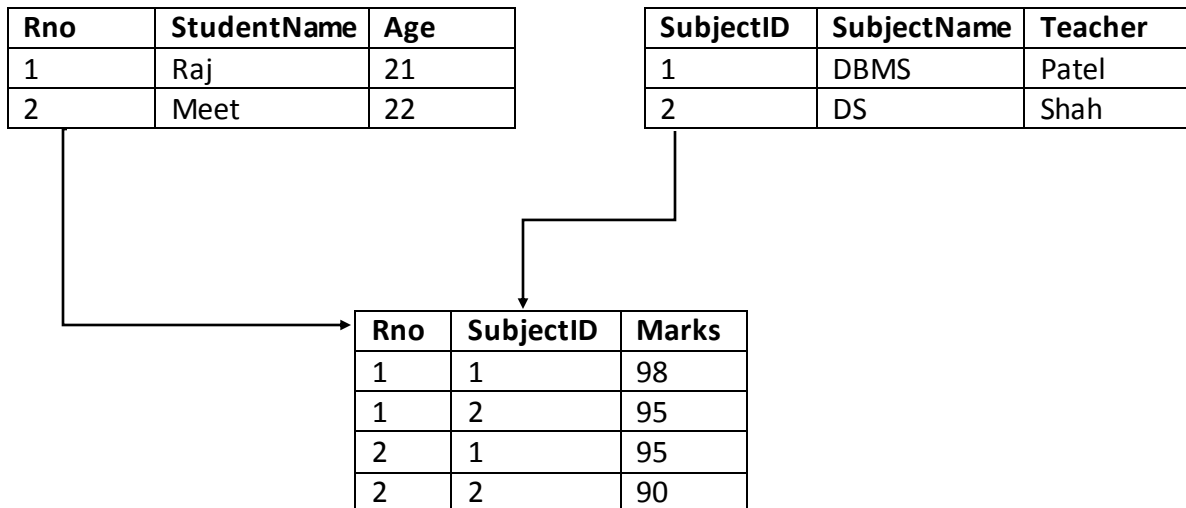 Rno StudentName Age
1 Raj 21
2 Meet 22
SubjectID SubjectName Teacher
1 DBMS Patel
2 DS Shah
Rno SubjectID Marks
1 1 98
1 2 95
2 1 95
2 2 90